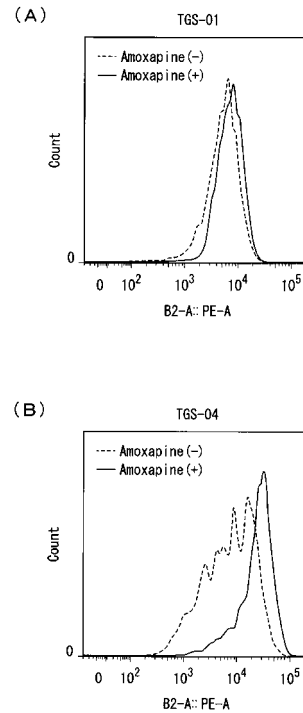 (A)
TGS-01
Amoxapine(-)
Amoxapine(+)
Count
0
0 10² 10³ 10⁴ 10⁵
B2-A:: PE-A
(B)
TGS-04
Amoxapine(-)
Amoxapine(+)
Count
0
0 10² 10³ 10⁴ 10⁵
B2-A:: PE-A